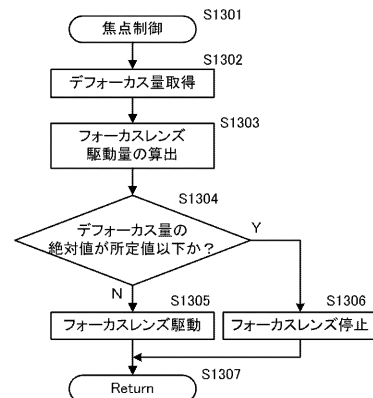 S1301
焦点制御
S1302
デフォーカス量取得
S1303
フォーカスレンズ
駆動量の算出
S1304
デフォーカス量の
絶対値が所定値以下か?
Y
N
S1305
フォーカスレンズ駆動
S1306
フォーカスレンズ停止
S1307
Return